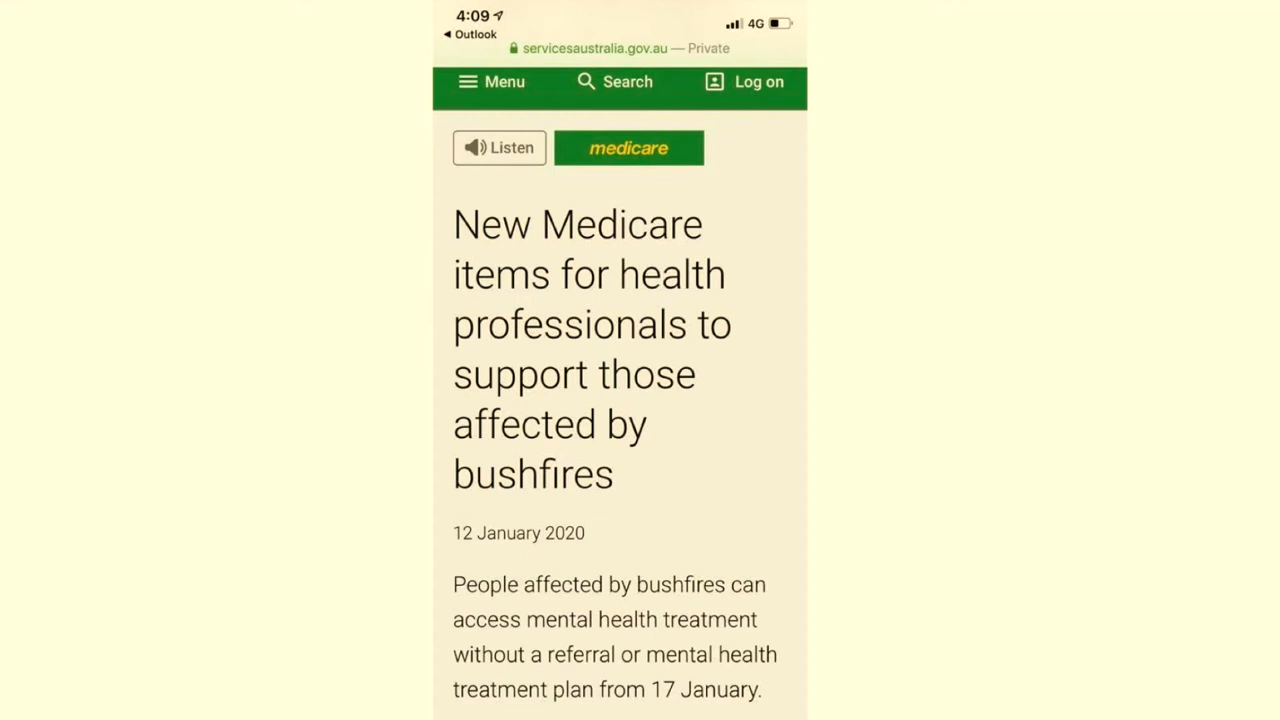 4:09
4G
Outlook
servicesaustralia.gov.au — Private
Menu Search Log on
Listen medicare
New Medicare
items for health
professionals to
support those
affected by
bushfires
12 January 2020
People affected by bushfires can
access mental health treatment
without a referral or mental health
treatment plan from 17 January.